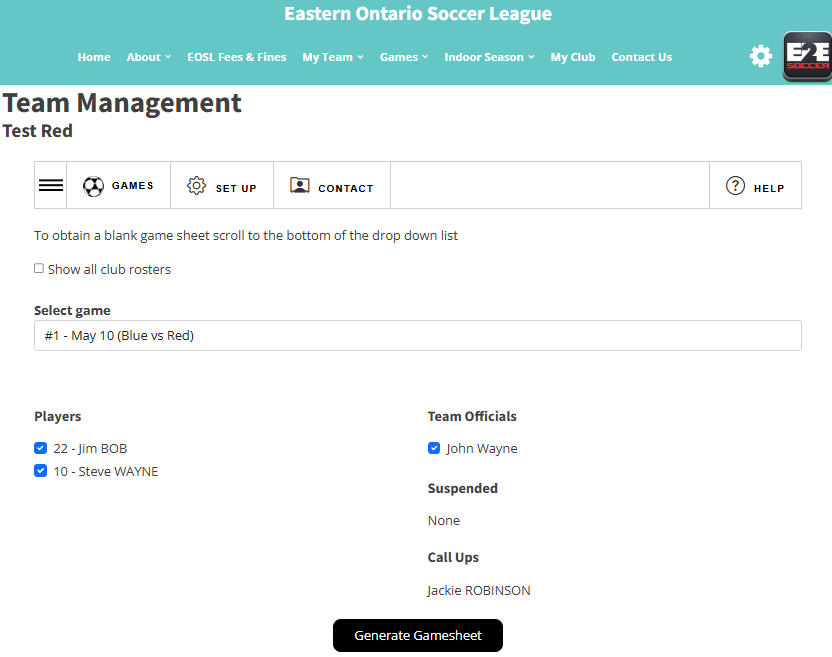 Eastern Ontario Soccer League
Home About EOSL Fees & Fines My Team Games Indoor Season My Club Contact Us
E2E
SOCCER
Team Management
Test Red
GAMES SET UP CONTACT HELP
To obtain a blank game sheet scroll to the bottom of the drop down list
Show all club rosters
Select game
#1 - May 10 (Blue vs Red)
Players
22 - Jim BOB
10 - Steve WAYNE
Team Officials
John Wayne
Suspended
None
Call Ups
Jackie ROBINSON
Generate Gamesheet